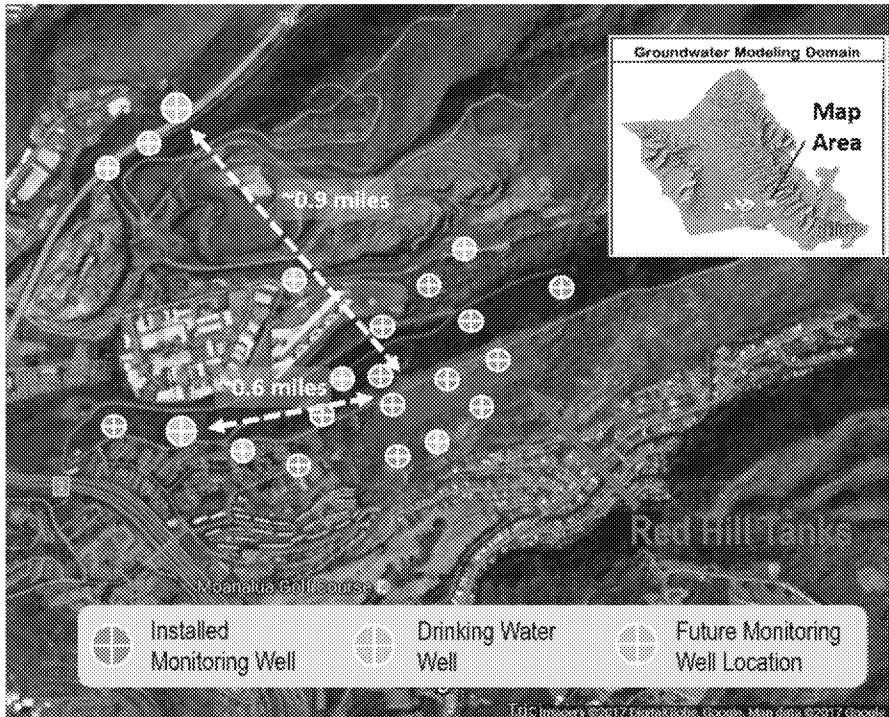 Groundwater Modeling Domain
Map
Area
~0.9 miles
~0.6 miles
Red Hill Tanks
Moanalua Golf Course
Installed
Monitoring Well
Drinking Water
Well
Future Monitoring
Well Location